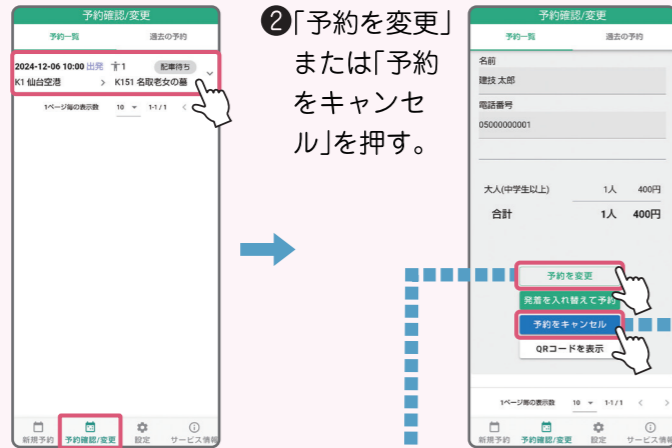 予約確認/変更
予約一覧
過去の予約
2024-12-06 10:00 出発 1 配車待ち
K1 仙台空港 > K151 名取老女の墓
1ページ毎の表示数 10 1-1 / 1 <
新規予約 予約確認/変更 設定 サービス情報
❷「予約を変更」
または「予約
をキャンセ
ル」を押す。
予約確認/変更
予約一覧
過去の予約
名前
建技 太郎
電話番号
05000000001
大人(中学生以上) 1人 400円
合計 1人 400円
予約を変更
発着を入れ替えて予約
予約をキャンセル
QRコードを表示
1ページ毎の表示数 10 1-1 / 1 < >
新規予約 予約確認/変更 設定 サービス情報